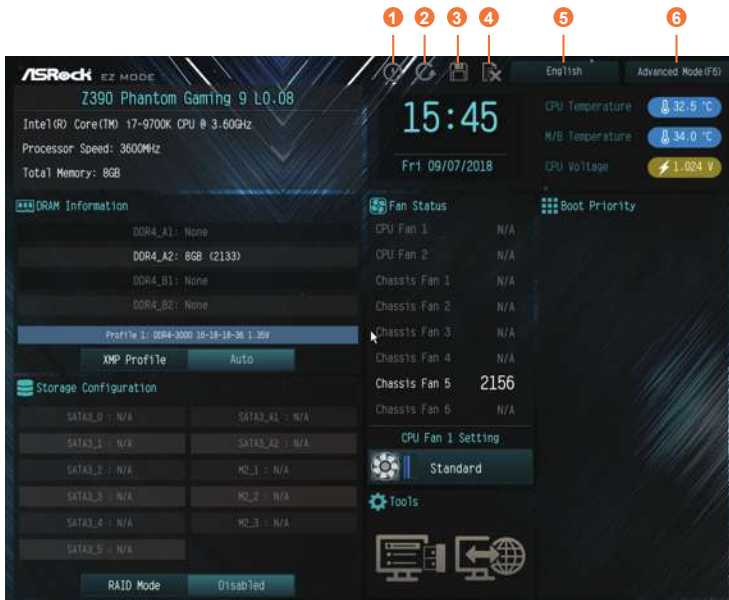 1 2 3 4 5 6
ASRock EZ MODE
English
Advanced Mode(F6)
Z390 Phantom Gaming 9 L0.08
Intel(R) Core(TM) i7-9700K CPU @ 3.60GHz
Processor Speed: 3600MHz
Total Memory: 8GB
15:45
Fri 09/07/2018
CPU Temperature 32.5 °C
M/B Temperature 34.0 °C
CPU Voltage 1.024 V
DRAM Information
DDR4_A1: None
DDR4_A2: 8GB (2133)
DDR4_B1: None
DDR4_B2: None
Profile 1: DDR4-3000 16-18-18-36 1.35V
XMP Profile Auto
Storage Configuration
SATA3_0 : N/A SATA3_A1 : N/A
SATA3_1 : N/A SATA3_A2 : N/A
SATA3_2 : N/A M2_1 : N/A
SATA3_3 : N/A M2_2 : N/A
SATA3_4 : N/A M2_3 : N/A
SATA3_5 : N/A
RAID Mode Disabled
Fan Status
CPU Fan 1 N/A
CPU Fan 2 N/A
Chassis Fan 1 N/A
Chassis Fan 2 N/A
Chassis Fan 3 N/A
Chassis Fan 4 N/A
Chassis Fan 5 2156
Chassis Fan 6 N/A
CPU Fan 1 Setting
Standard
Tools
Boot Priority